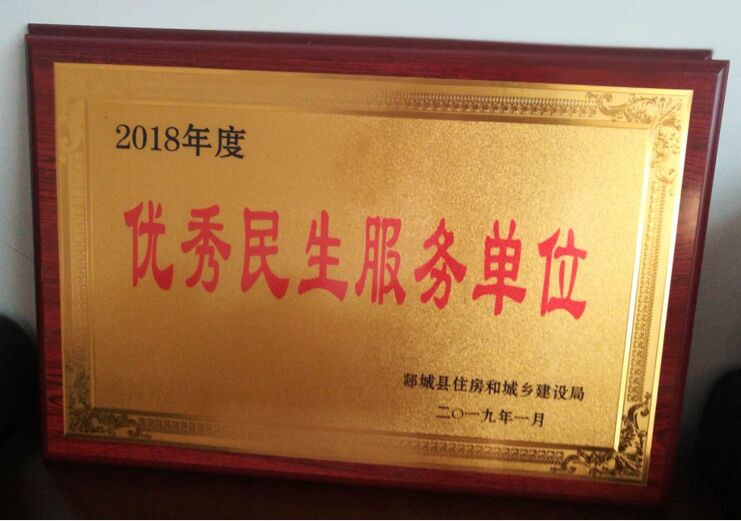 2018年度
优秀民生服务单位
郯城县住房和城乡建设局
二〇一九年一月